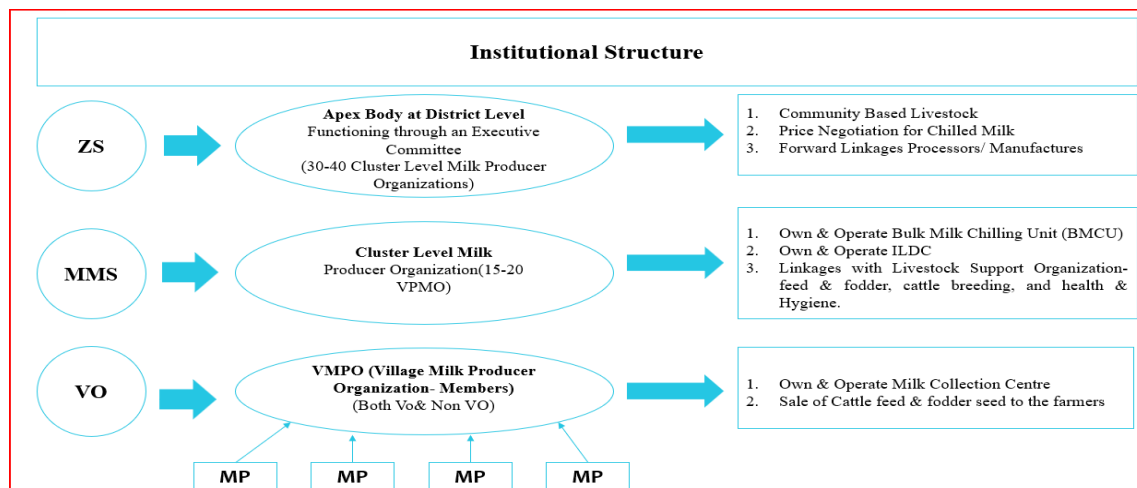 Institutional Structure
ZS
Apex Body at District Level
Functioning through an Executive
Committee
(30-40 Cluster Level Milk Producer
Organizations)
1. Community Based Livestock
2. Price Negotiation for Chilled Milk
3. Forward Linkages Processors/ Manufactures
MMS
Cluster Level Milk
Producer Organization(15-20
VPMO)
1. Own & Operate Bulk Milk Chilling Unit (BMCU)
2. Own & Operate ILDC
3. Linkages with Livestock Support Organization-
feed & fodder, cattle breeding, and health &
Hygiene.
VO
VMPO (Village Milk Producer
Organization- Members)
(Both Vo& Non VO)
1. Own & Operate Milk Collection Centre
2. Sale of Cattle feed & fodder seed to the farmers
MP
MP
MP
MP